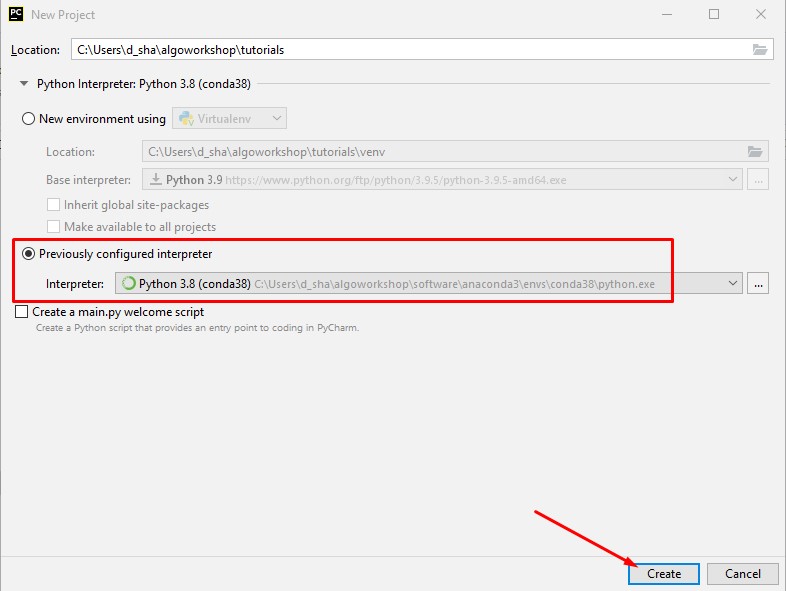 PC New Project
Location: C:\Users\d_sha\algoworkshop\tutorials
Python Interpreter: Python 3.8 (conda38)
New environment using Virtualenv
Location: C:\Users\d_sha\algoworkshop\tutorials\venv
Base interpreter: Python 3.9 https://www.python.org/ftp/python/3.9.5/python-3.9.5-amd64.exe ...
Inherit global site-packages
Make available to all projects
Previously configured interpreter
Interpreter: Python 3.8 (conda38) C:\Users\d_sha\algoworkshop\software\anaconda3\envs\conda38\python.exe ...
Create a main.py welcome script
Create a Python script that provides an entry point to coding in PyCharm.
Create Cancel